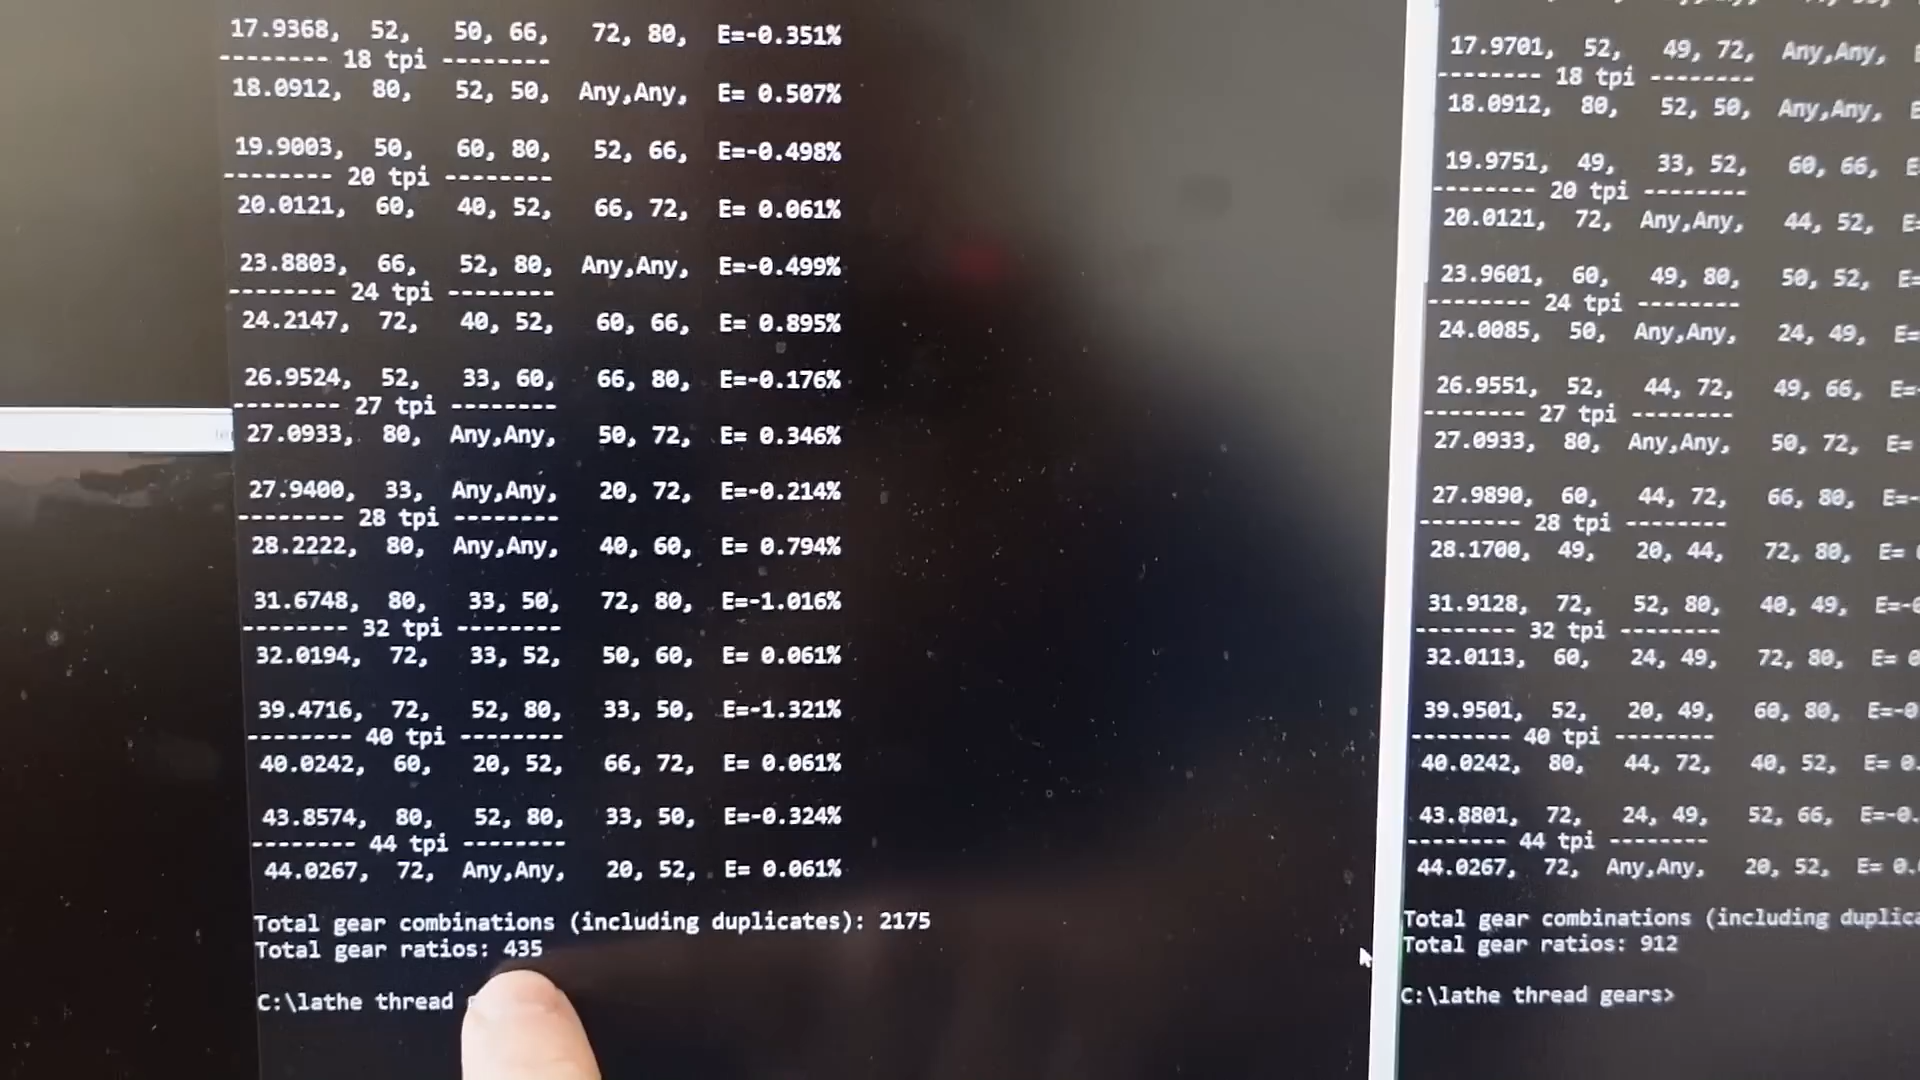 17.9368, 52, 50, 66, 72, 80, E=-0.351%
-------- 18 tpi --------
18.0912, 80, 52, 50, Any,Any, E= 0.507%
19.9003, 50, 60, 80, 52, 66, E=-0.498%
-------- 20 tpi --------
20.0121, 60, 40, 52, 66, 72, E= 0.061%
23.8803, 66, 52, 80, Any,Any, E=-0.499%
-------- 24 tpi --------
24.2147, 72, 40, 52, 60, 66, E= 0.895%
26.9524, 52, 33, 60, 66, 80, E=-0.176%
-------- 27 tpi --------
27.0933, 80, Any,Any, 50, 72, E= 0.346%
27.9400, 33, Any,Any, 20, 72, E=-0.214%
-------- 28 tpi --------
28.2222, 80, Any,Any, 40, 60, E= 0.794%
31.6748, 80, 33, 50, 72, 80, E=-1.016%
-------- 32 tpi --------
32.0194, 72, 33, 52, 50, 60, E= 0.061%
39.4716, 72, 52, 80, 33, 50, E=-1.321%
-------- 40 tpi --------
40.0242, 60, 20, 52, 66, 72, E= 0.061%
43.8574, 80, 52, 80, 33, 50, E=-0.324%
-------- 44 tpi --------
44.0267, 72, Any,Any, 20, 52, E= 0.061%
Total gear combinations (including duplicates): 2175
Total gear ratios: 435
C:\lathe thread
17.9701, 52, 49, 72, Any,Any,
-------- 18 tpi --------
18.0912, 80, 52, 50, Any,Any, E
19.9751, 49, 33, 52, 60, 66, E
-------- 20 tpi --------
20.0121, 72, Any,Any, 44, 52, E=
23.9601, 60, 49, 80, 50, 52, E=
-------- 24 tpi --------
24.0085, 50, Any,Any, 24, 49, E=
26.9551, 52, 44, 72, 49, 66, E=-
-------- 27 tpi --------
27.0933, 80, Any,Any, 50, 72, E=
27.9890, 60, 44, 72, 66, 80, E=-
-------- 28 tpi --------
28.1700, 49, 20, 44, 72, 80, E=
31.9128, 72, 52, 80, 40, 49, E=-0
-------- 32 tpi --------
32.0113, 60, 24, 49, 72, 80, E= 0
39.9501, 52, 20, 49, 60, 80, E=-0
-------- 40 tpi --------
40.0242, 80, 44, 72, 40, 52, E= 0.
43.8801, 72, 24, 49, 52, 66, E=-0.
-------- 44 tpi --------
44.0267, 72, Any,Any, 20, 52, E= 0.
Total gear combinations (including duplica
Total gear ratios: 912
C:\lathe thread gears>